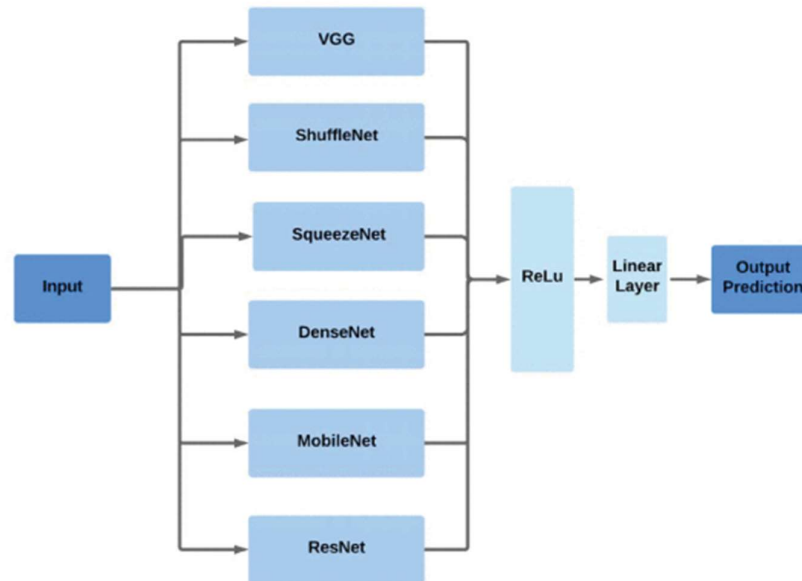 VGG
ShuffleNet
SqueezeNet
Input
DenseNet
MobileNet
ResNet
ReLu
Linear
Layer
Output
Prediction